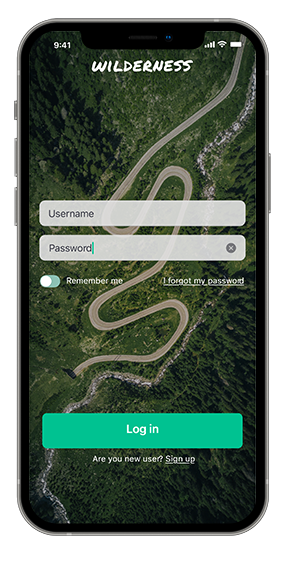 9:41
WILDERNESS
Username
Password
Remember me
I forgot my password
Log in
Are you new user? Sign up